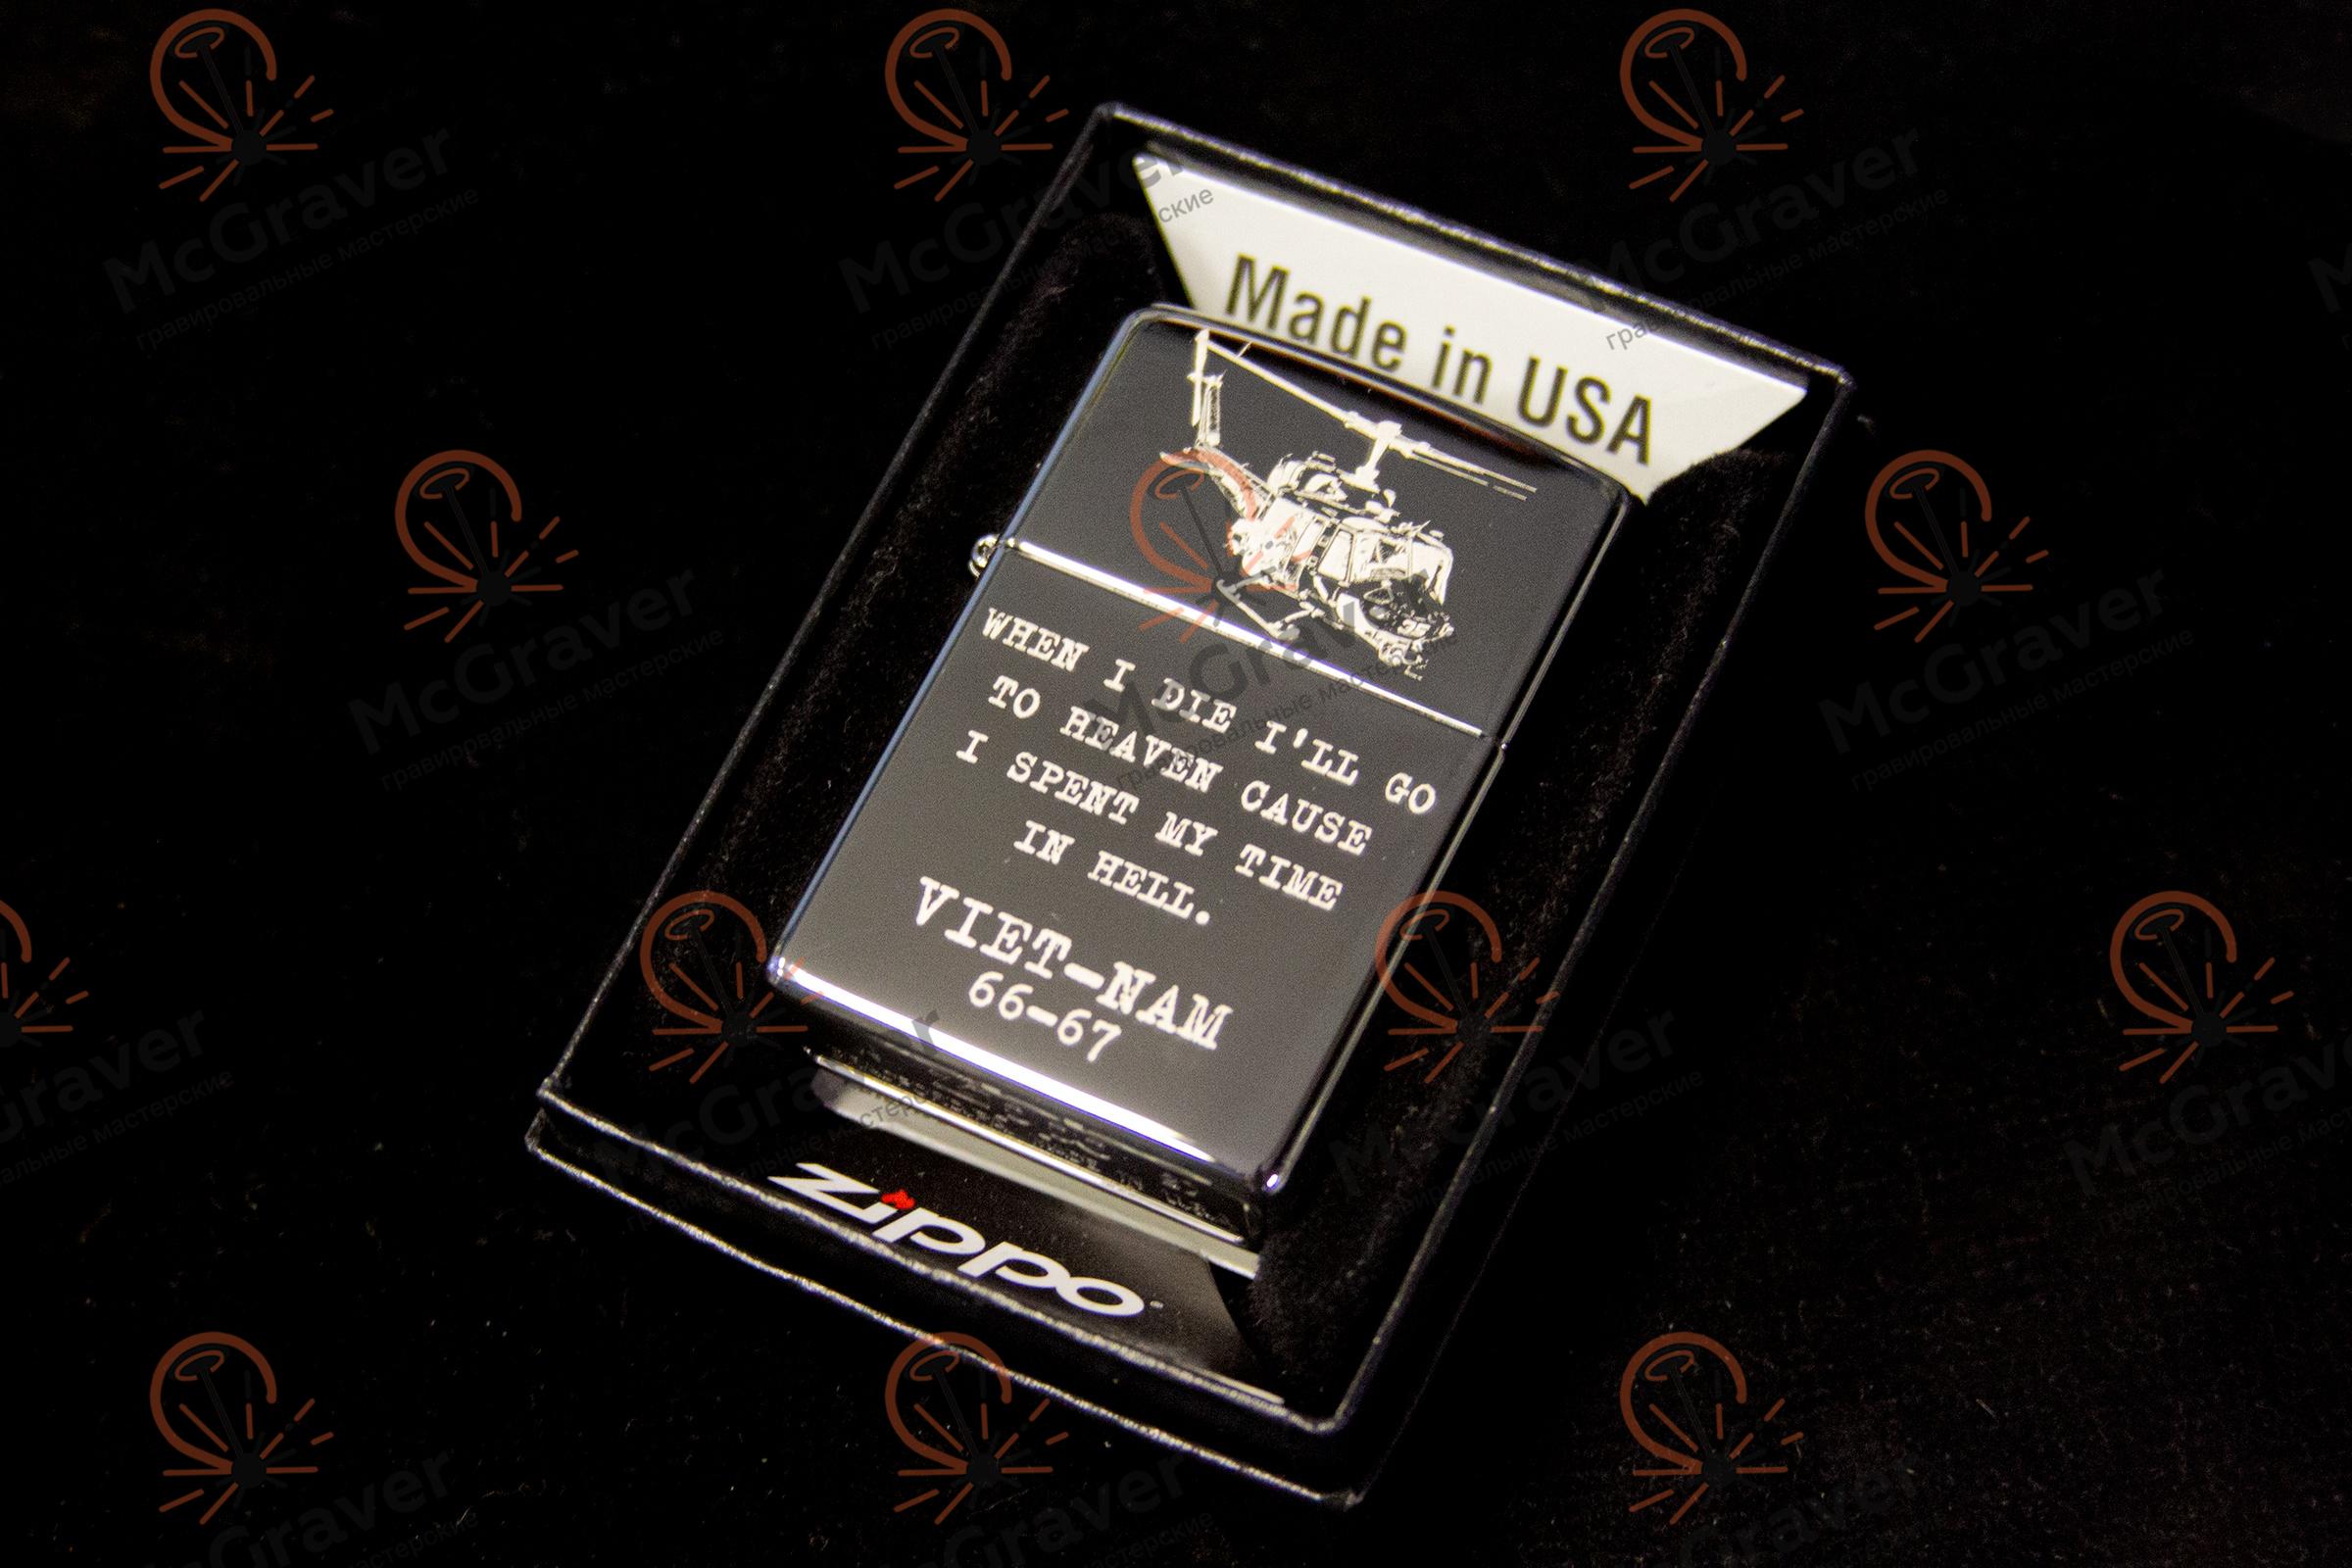 Made in USA
WHEN I DIE I'LL GO
TO HEAVEN CAUSE
I SPENT MY TIME
IN HELL.
VIET-NAM
66-67
zippo
McGraver
гравировальные мастерские